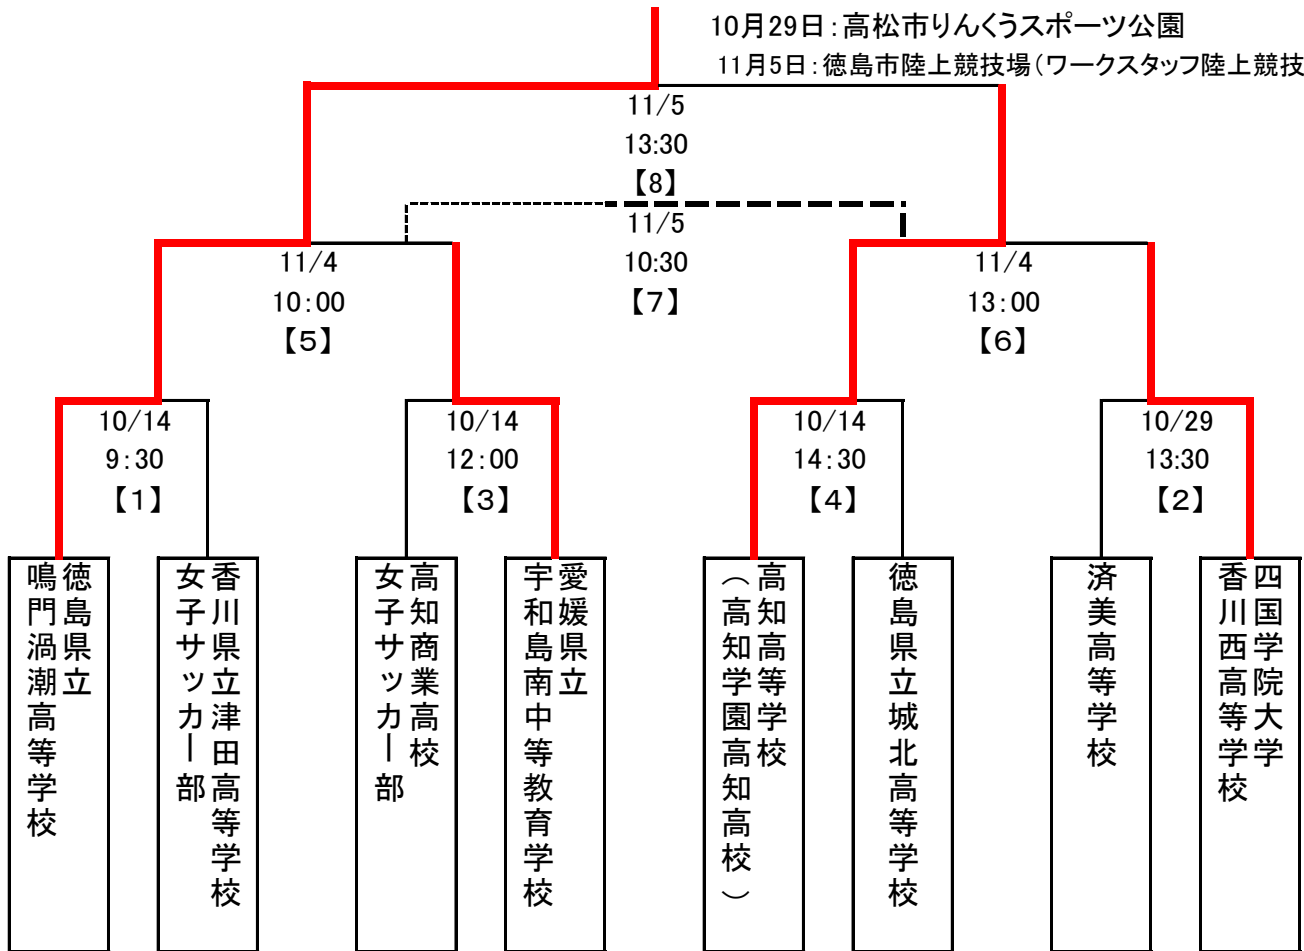 10月29日：高松市りんくうスポーツ公園
11月5日：徳島市陸上競技場（ワークスタッフ陸上競技
11/5
13:30
【8】
11/5
10:30
【7】
11/4
10:00
【5】
11/4
13:00
【6】
10/14
9:30
【1】
10/14
12:00
【3】
10/14
14:30
【4】
10/29
13:30
【2】
徳島県立
鳴門渦潮高等学校
香川県立津田高等学校
女子サッカー部
高知商業高校
女子サッカー部
愛媛県立
宇和島南中等教育学校
高知高等学校
（高知学園高知高校）
徳島県立城北高等学校
済美高等学校
四国学院大学
香川西高等学校